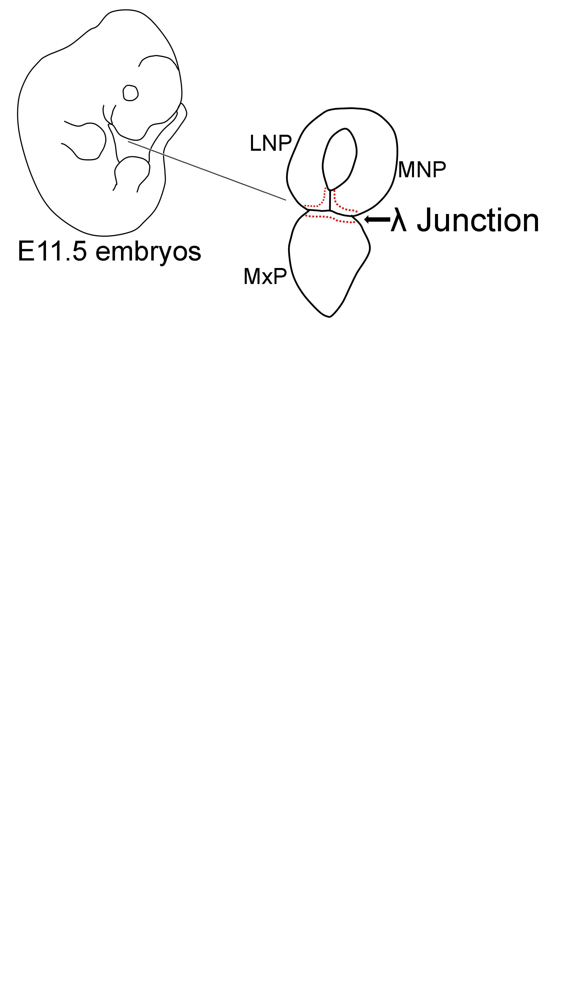 LNP
MNP
λ Junction
E11.5 embryos
MxP